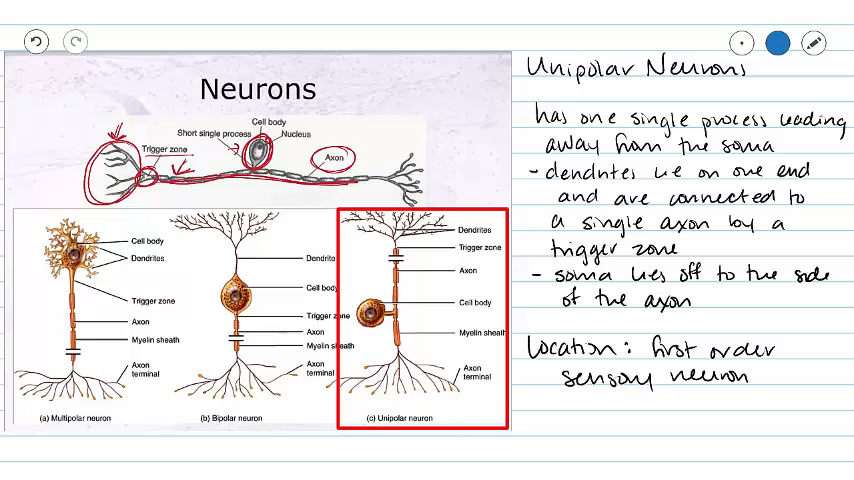 Neurons
Cell body
Short single process
Nucleus
Trigger zone
Axon
Cell body
Dendrites
Trigger zone
Axon
Myelin sheath
Axon
terminal
(a) Multipolar neuron
Dendrite
Cell body
Trigger zone
Axon
Myelin sheath
Axon
terminal
(b) Bipolar neuron
Dendrites
Trigger zone
Axon
Cell body
Myelin sheath
Axon
terminal
(c) Unipolar neuron
Unipolar Neurons
has one single process leading
away from the soma
- dendrites lie on one end
and are connected to
a single axon by a
trigger zone
- soma lies off to the side
of the axon
Location: first order
sensory neuron